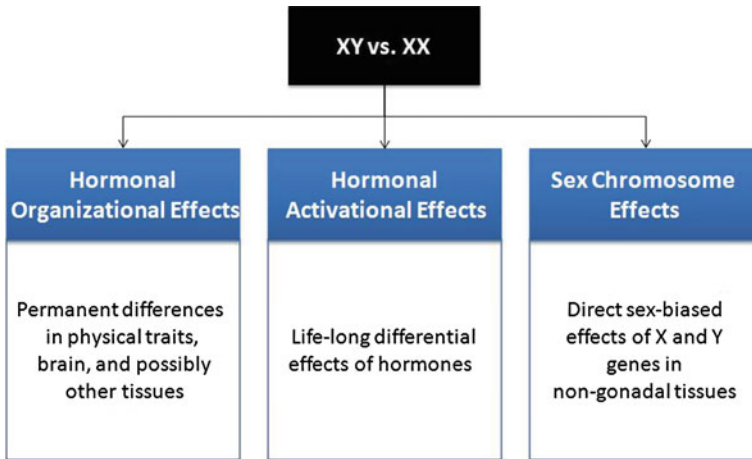 XY vs. XX
Hormonal
Organizational Effects
Permanent differences
in physical traits,
brain, and possibly
other tissues
Hormonal
Activational Effects
Life-long differential
effects of hormones
Sex Chromosome
Effects
Direct sex-biased
effects of X and Y
genes in
non-gonadal tissues